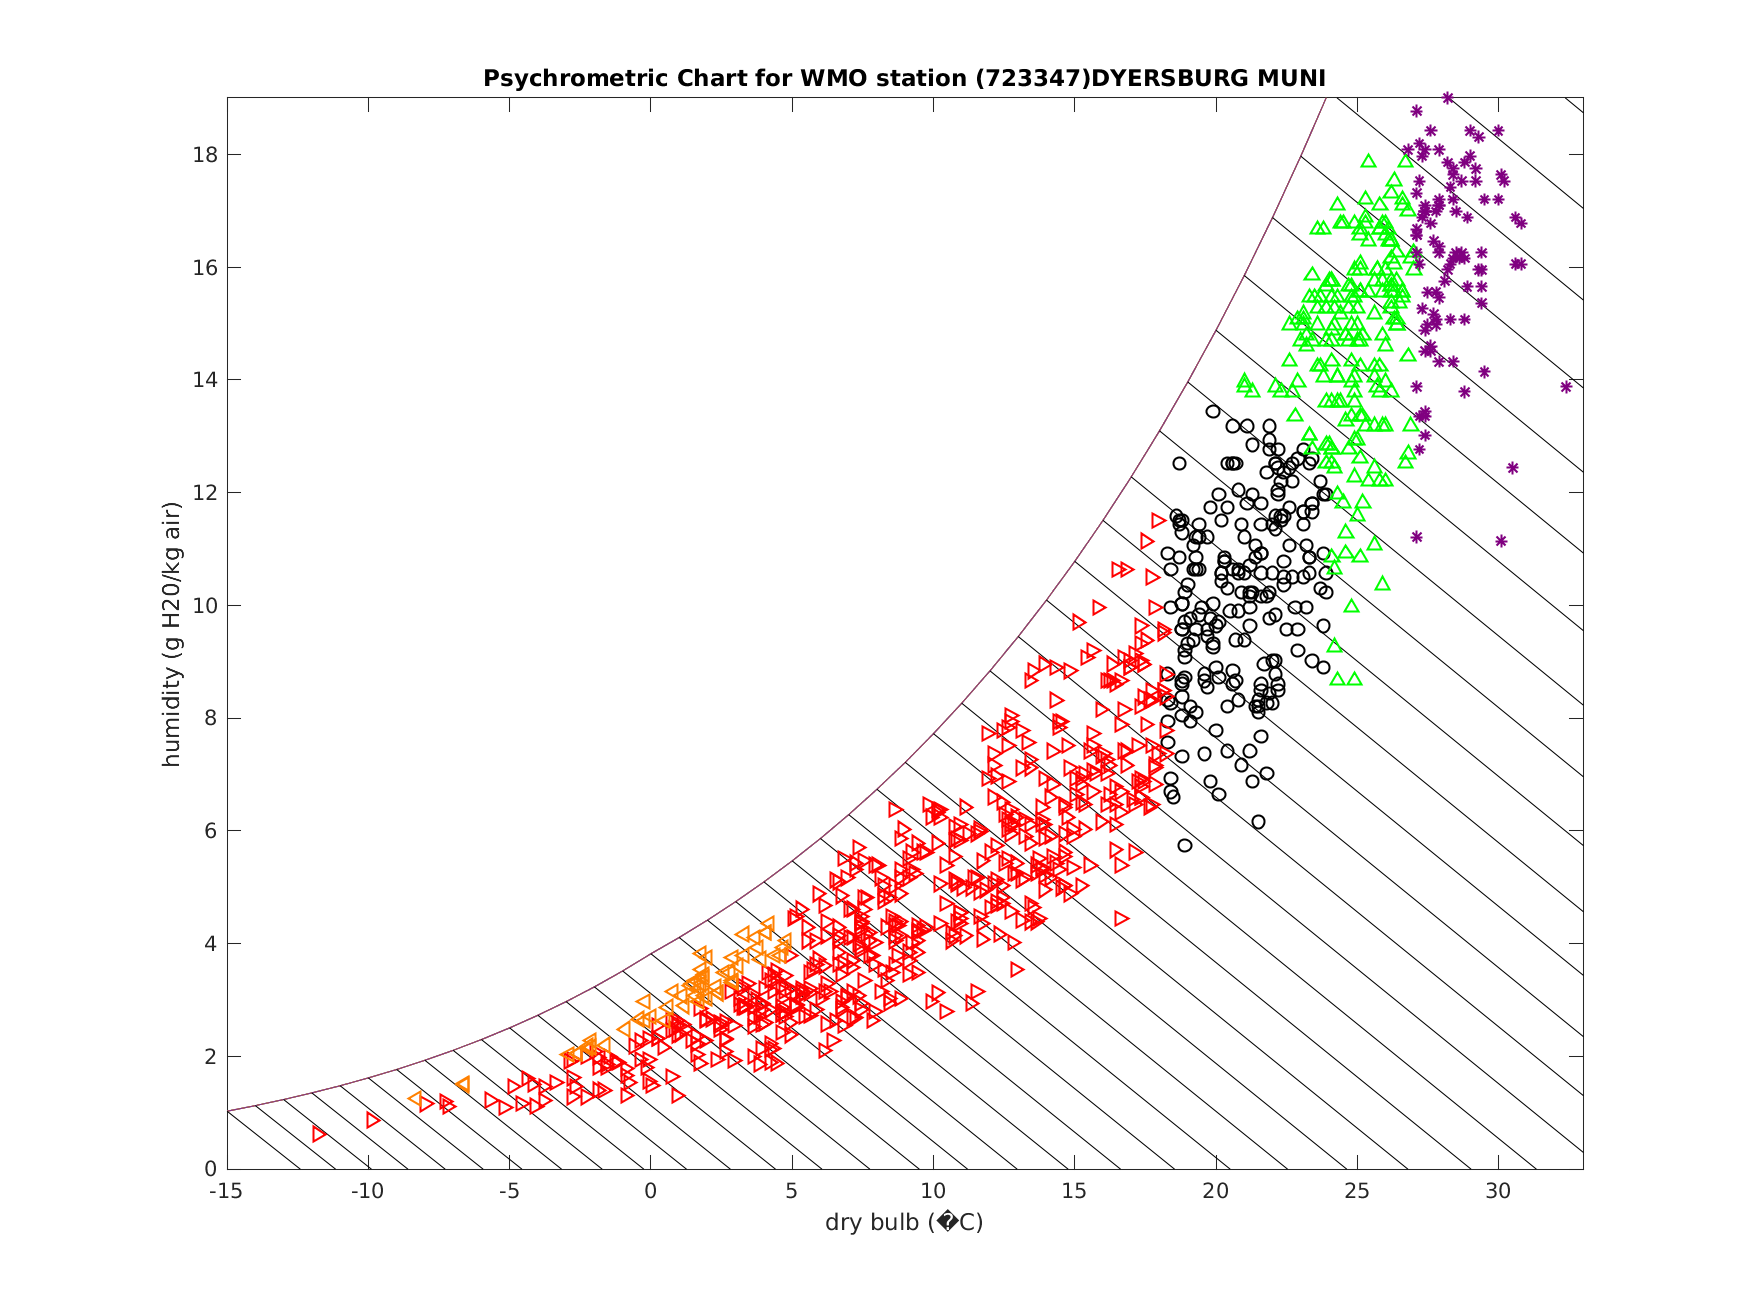 Psychrometric Chart for WMO station (723347)DYERSBURG MUNI
18
16
14
12
10
8
6
4
2
0
humidity (g H20/kg air)
-15 -10 -5 0 5 10 15 20 25 30
dry bulb (�C)